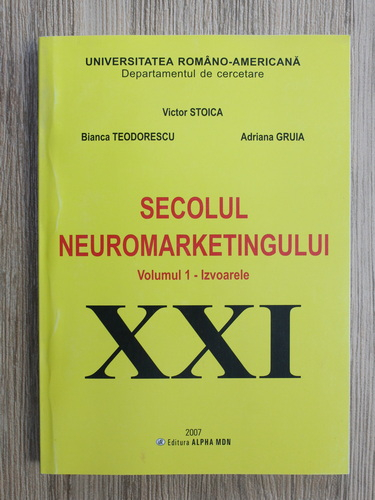 UNIVERSITATEA ROMÂNO-AMERICANĂ
Departamentul de cercetare
Victor STOICA
Bianca TEODORESCU Adriana GRUIA
SECOLUL
NEUROMARKETINGULUI
Volumul 1 - Izvoarele
XXI
2007
Editura ALPHA MDN